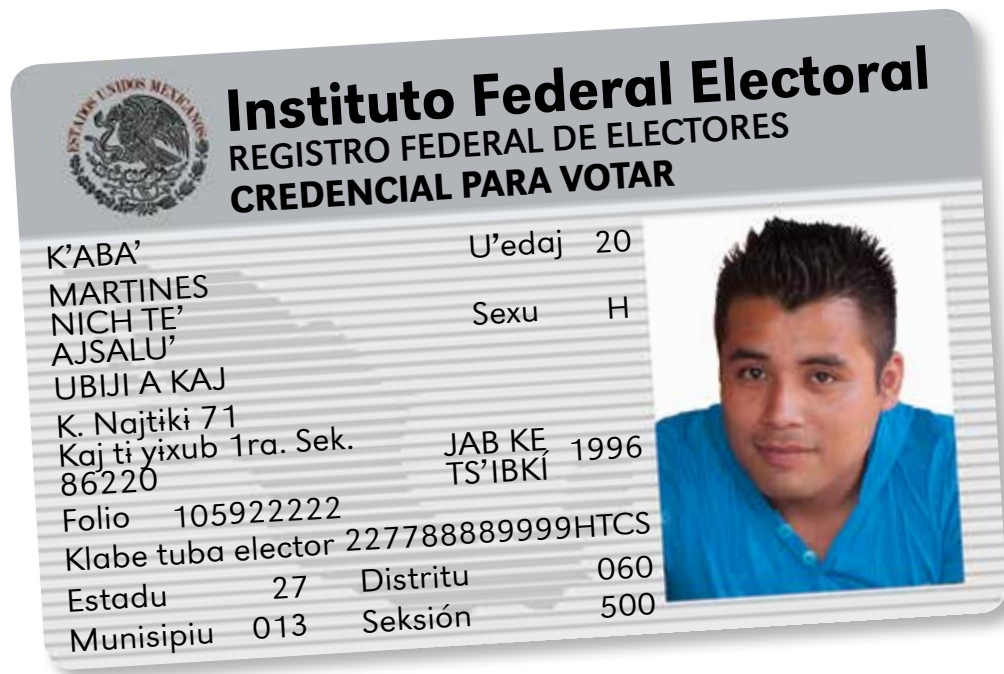 ESTADOS UNIDOS MEXICANOS
Instituto Federal Electoral
REGISTRO FEDERAL DE ELECTORES
CREDENCIAL PARA VOTAR
K’ABA’
U’edaj 20
MARTINES
NICH TE’
Sexu H
AJSALU’
UBIJI A KAJ
K. Najtɨkɨ 71
Kaj tɨ yɨxub 1ra. Sek.
86220
JAB KE
TS’IBKÍ
1996
Folio 105922222
Klabe tuba elector 227788889999HTCS
Estadu 27 Distritu 060
Munisipiu 013 Seksión 500